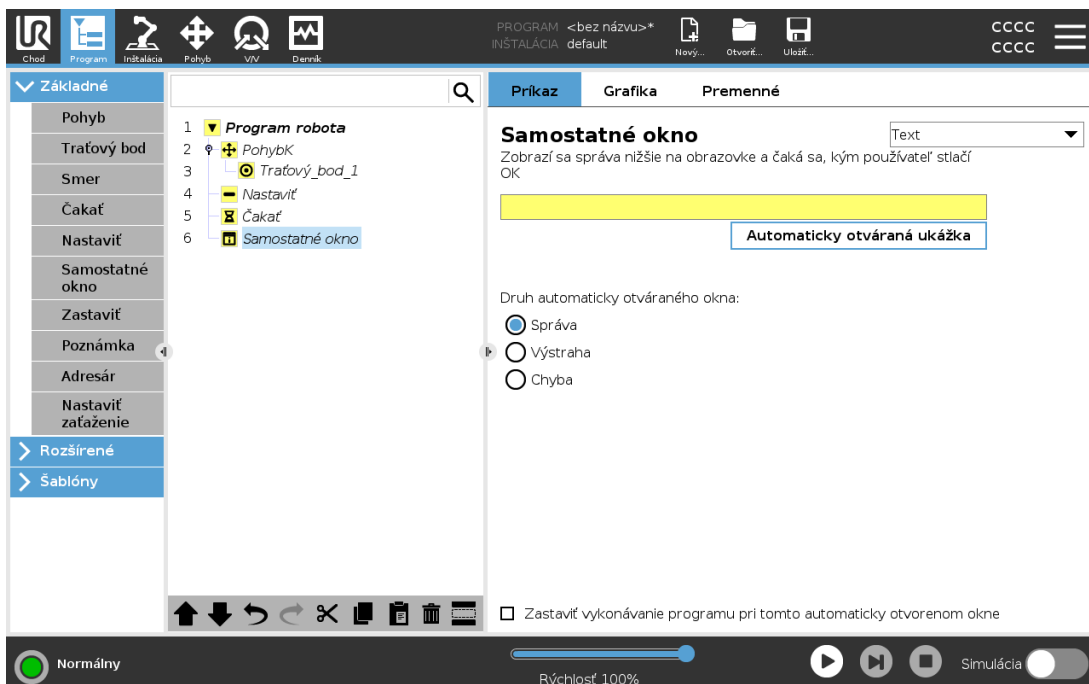 UR
Chod
Program
Inštalácia
Pohyb
V/V
Denník
PROGRAM <bez názvu>*
INŠTALÁCIA default
Nový...
Otvoriť...
Uložiť...
CCCC
CCCC
Základné
Pohyb
Traťový bod
Smer
Čakať
Nastaviť
Samostatné
okno
Zastaviť
Poznámka
Adresár
Nastaviť
zaťaženie
Rozšírené
Šablóny
1 Program robota
2 PohybK
3 Traťový_bod_1
4 Nastaviť
5 Čakať
6 Samostatné okno
Príkaz
Grafika
Premenné
Samostatné okno
Text
Zobrazí sa správa nižšie na obrazovke a čaká sa, kým používateľ stlačí
OK
Automaticky otváraná ukážka
Druh automaticky otváraného okna:
Správa
Výstraha
Chyba
Zastaviť vykonávanie programu pri tomto automaticky otvorenom okne
Normálny
Rýchlosť 100%
Simulácia